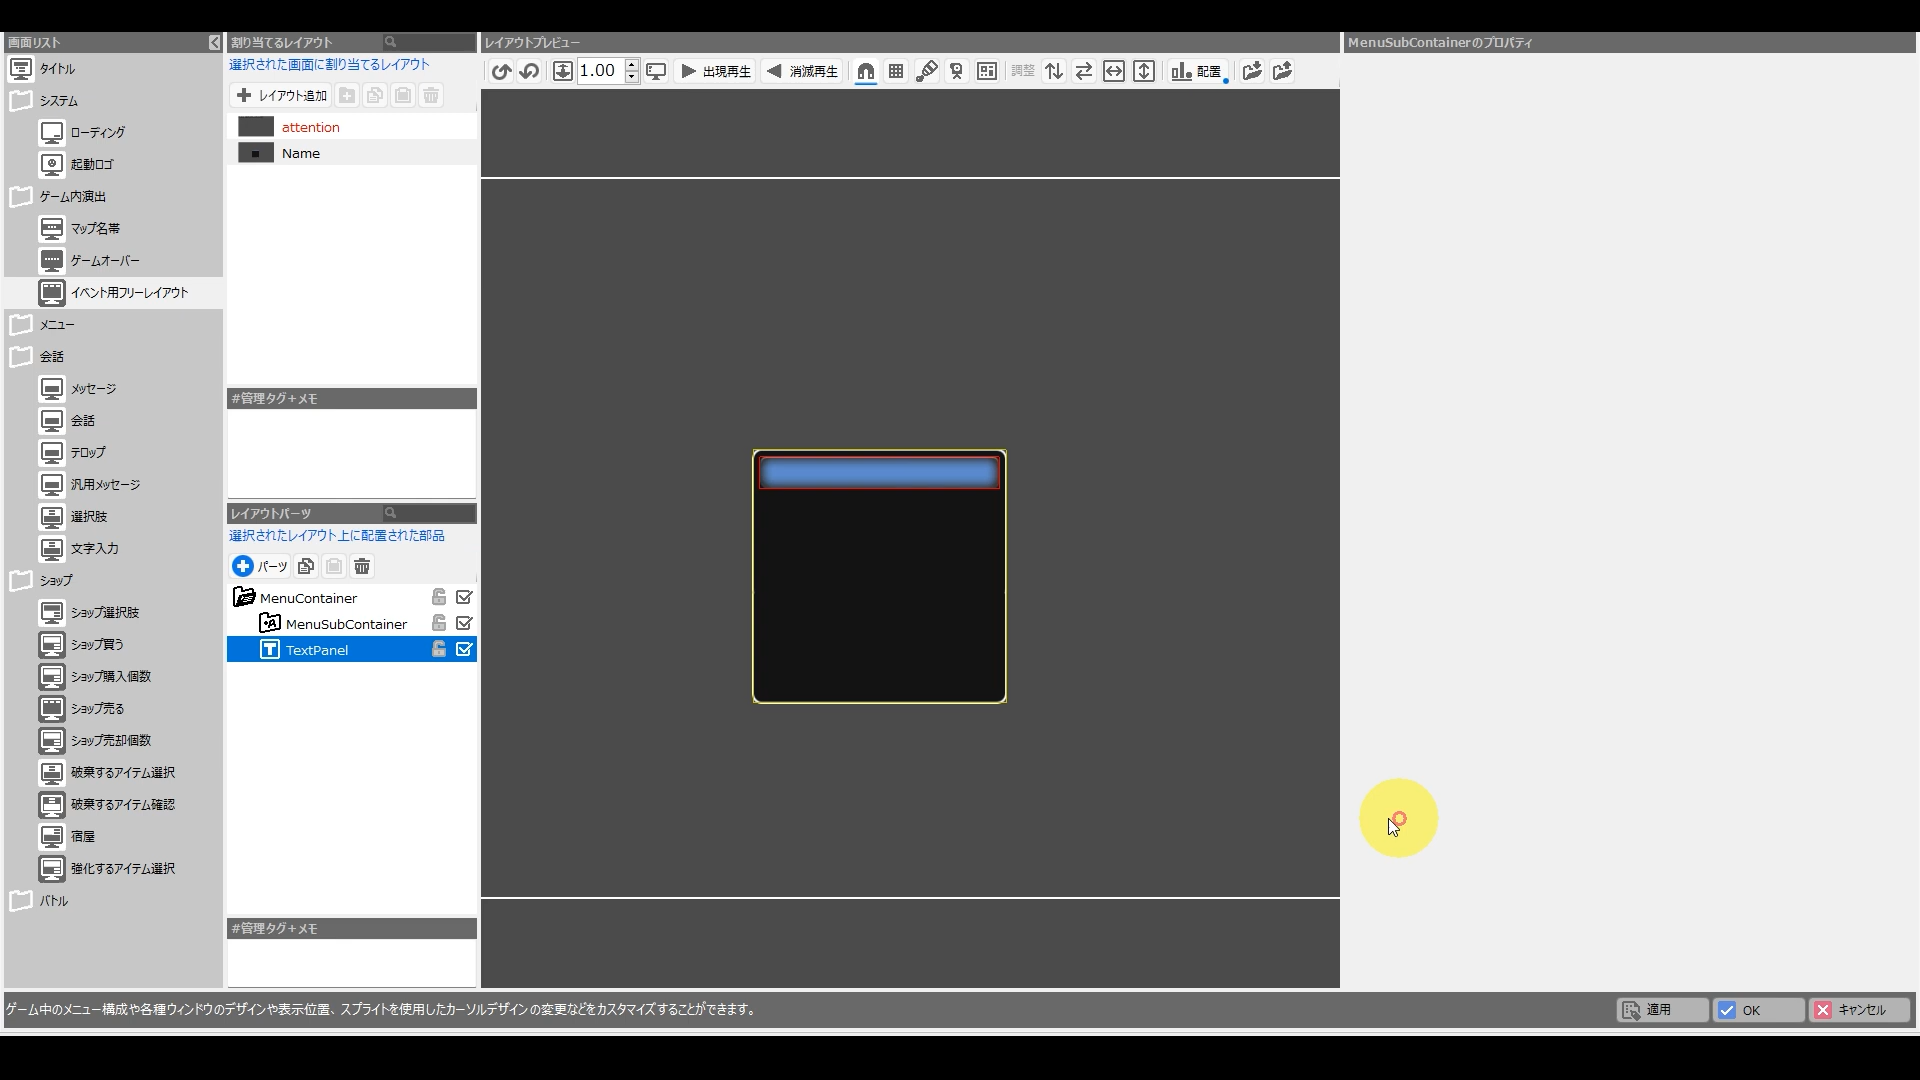 画面リスト
タイトル
システム
ローディング
起動ロゴ
ゲーム内演出
マップ名帯
ゲームオーバー
イベント用フリーレイアウト
メニュー
会話
メッセージ
会話
テロップ
汎用メッセージ
選択肢
文字入力
ショップ
ショップ選択肢
ショップ買う
ショップ購入個数
ショップ売る
ショップ売却個数
破棄するアイテム選択
破棄するアイテム確認
宿屋
強化するアイテム選択
バトル
割り当てるレイアウト
選択された画面に割り当てるレイアウト
レイアウト追加
attention
Name
#管理タグ+メモ
レイアウトパーツ
選択されたレイアウト上に配置された部品
パーツ
MenuContainer
MenuSubContainer
TextPanel
#管理タグ+メモ
レイアウトプレビュー
1.00 出現再生 消滅再生 調整 配置
MenuSubContainerのプロパティ
ゲーム中のメニュー構成や各種ウィンドウのデザインや表示位置、スプライトを使用したカーソルデザインの変更などをカスタマイズすることができます。
適用 OK キャンセル